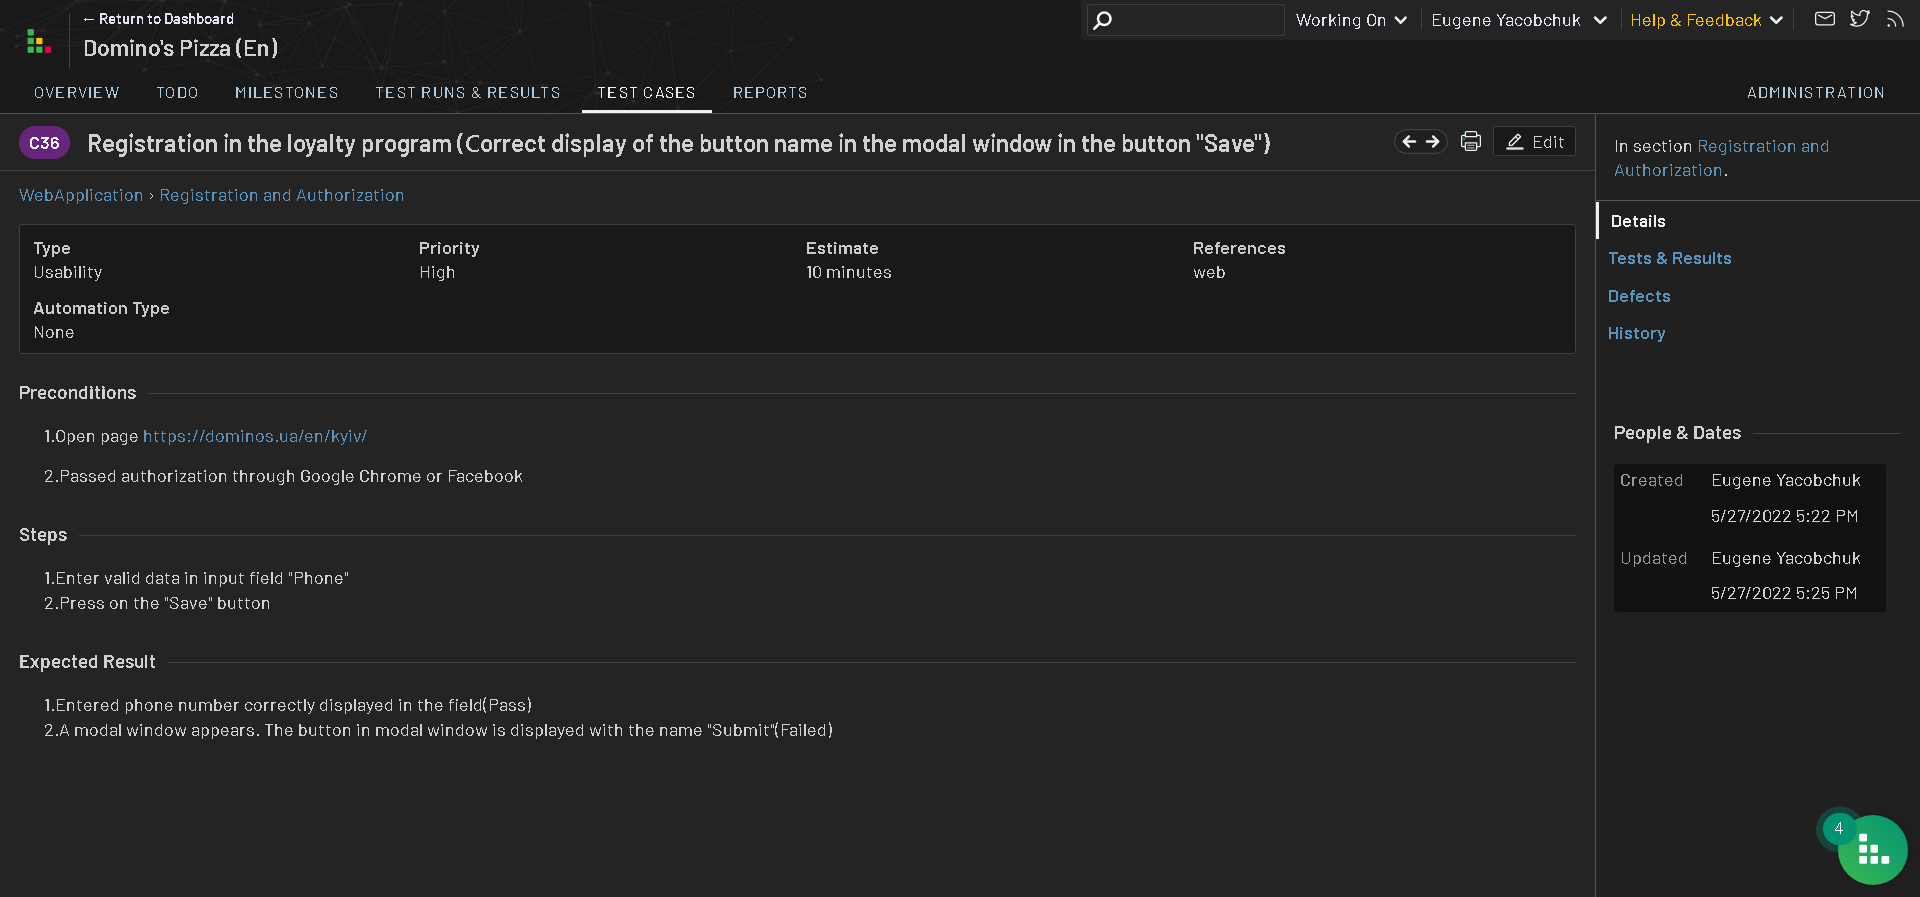 ← Return to Dashboard
Domino's Pizza (En)
Working On
Eugene Yacobchuk
Help & Feedback
OVERVIEW
TODO
MILESTONES
TEST RUNS & RESULTS
TEST CASES
REPORTS
ADMINISTRATION
C36
Registration in the loyalty program (Correct display of the button name in the modal window in the button "Save")
Edit
WebApplication › Registration and Authorization
Type
Usability
Priority
High
Estimate
10 minutes
References
web
Automation Type
None
Preconditions
1.Open page https://dominos.ua/en/kyiv/
2.Passed authorization through Google Chrome or Facebook
Steps
1.Enter valid data in input field "Phone"
2.Press on the "Save" button
Expected Result
1.Entered phone number correctly displayed in the field(Pass)
2.A modal window appears. The button in modal window is displayed with the name "Submit"(Failed)
In section Registration and
Authorization.
Details
Tests & Results
Defects
History
People & Dates
Created
Eugene Yacobchuk
5/27/2022 5:22 PM
Updated
Eugene Yacobchuk
5/27/2022 5:25 PM
4